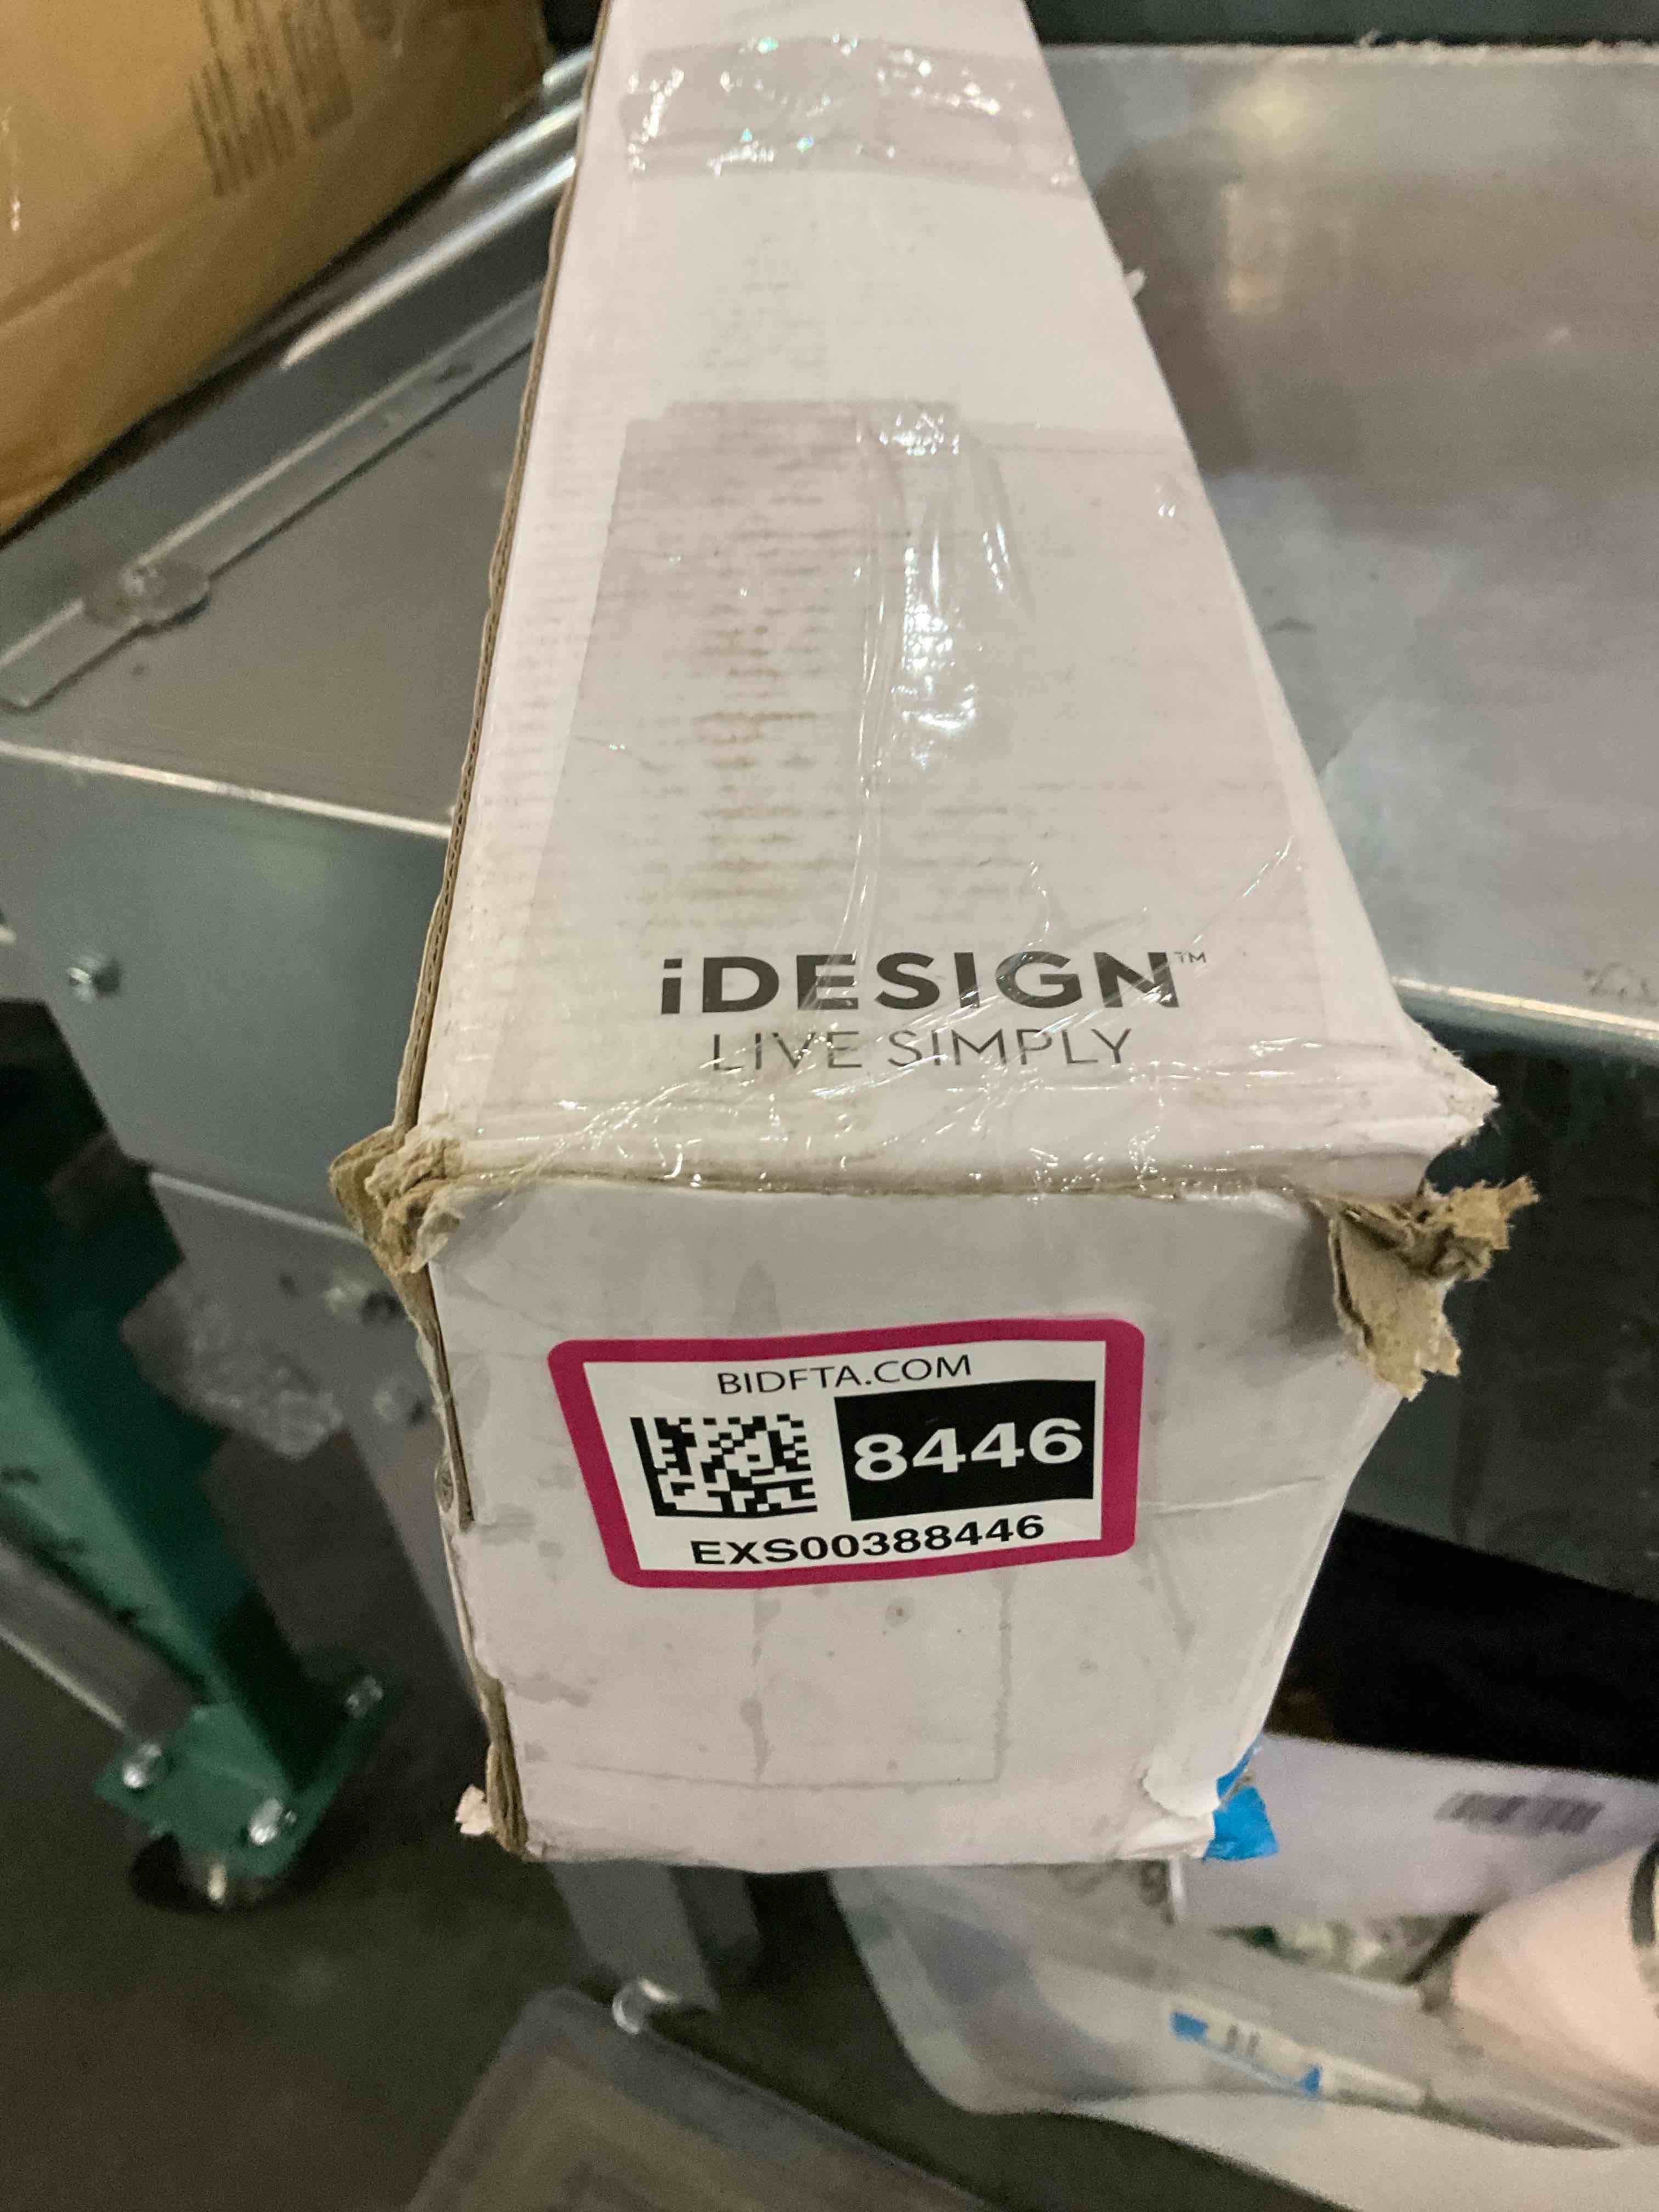 iDESIGN™
LIVE SIMPLY
BIDFTA.COM
8446
EXS00388446